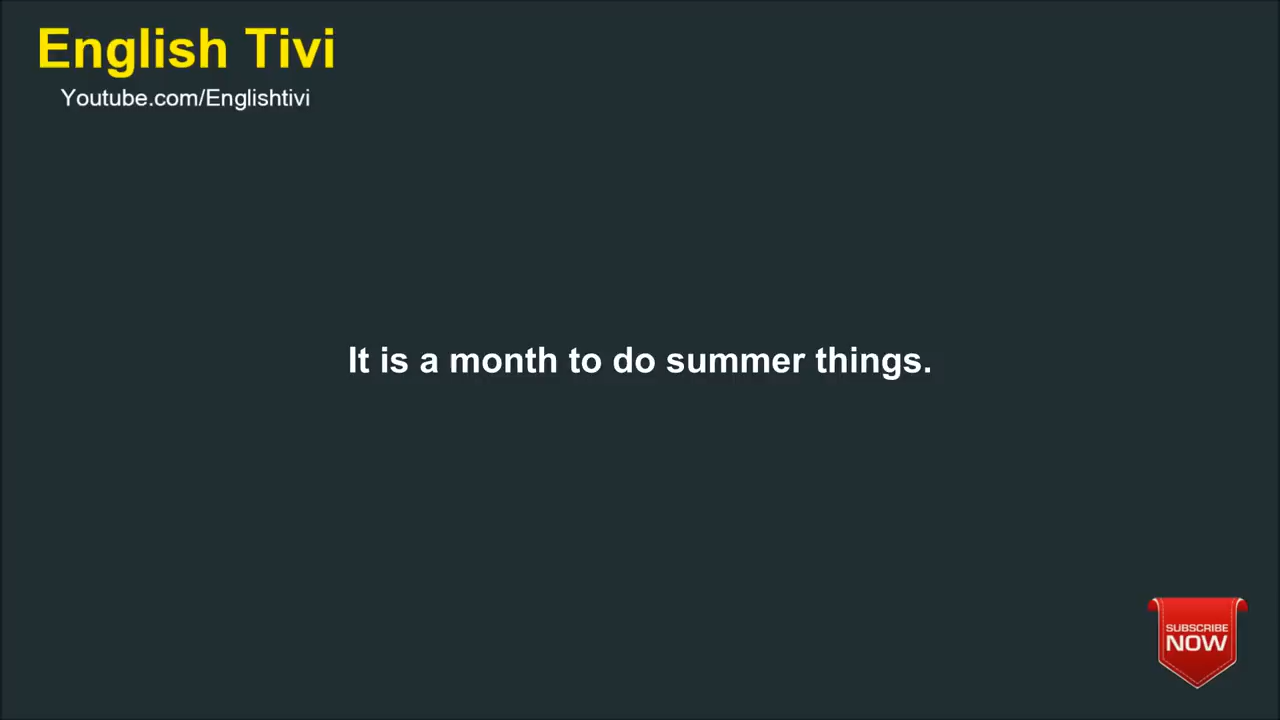 English Tivi
Youtube.com/Englishtivi
It is a month to do summer things.
SUBSCRIBE
NOW